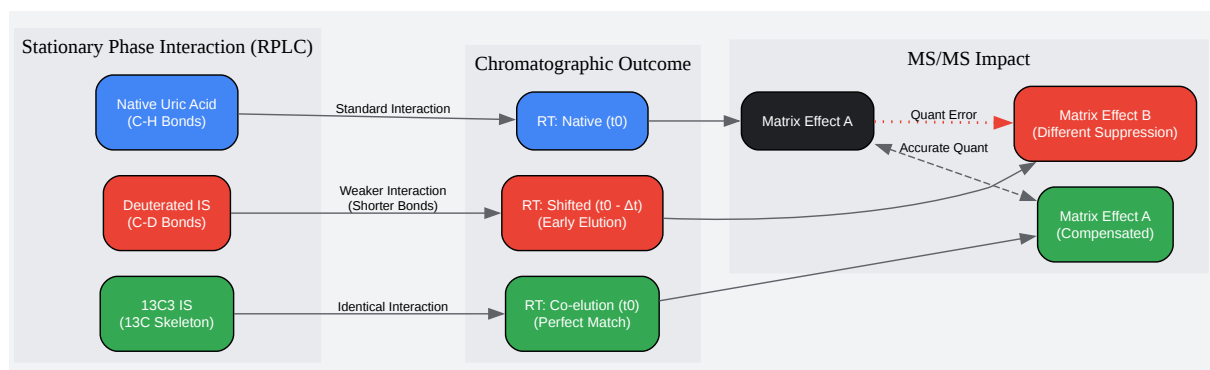 Stationary Phase Interaction (RPLC)
Native Uric Acid
(C-H Bonds)
Deuterated IS
(C-D Bonds)
13C3 IS
(13C Skeleton)
Standard Interaction
Weaker Interaction
(Shorter Bonds)
Identical Interaction
Chromatographic Outcome
RT: Native (t0)
RT: Shifted (t0 - Δt)
(Early Elution)
RT: Co-elution (t0)
(Perfect Match)
MS/MS Impact
Matrix Effect A
Quant Error
Accurate Quant
Matrix Effect B
(Different Suppression)
Matrix Effect A
(Compensated)